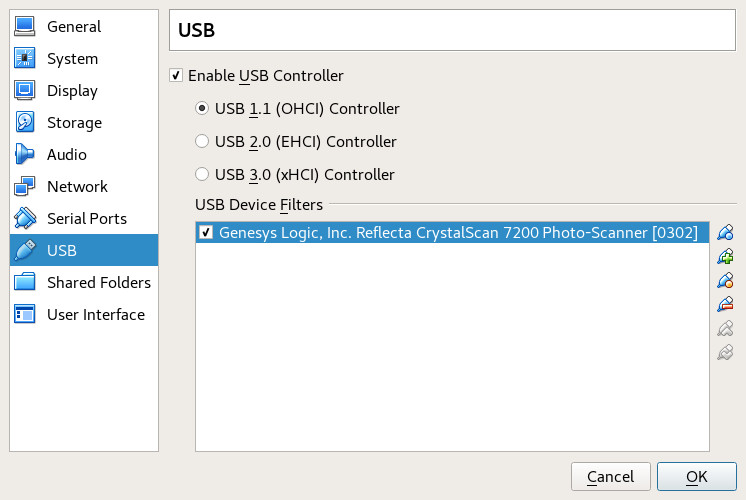 General
System
Display
Storage
Audio
Network
Serial Ports
USB
Shared Folders
User Interface
USB
Enable USB Controller
USB 1.1 (OHCI) Controller
USB 2.0 (EHCI) Controller
USB 3.0 (xHCI) Controller
USB Device Filters
Genesys Logic, Inc. Reflecta CrystalScan 7200 Photo-Scanner [0302]
Cancel
OK